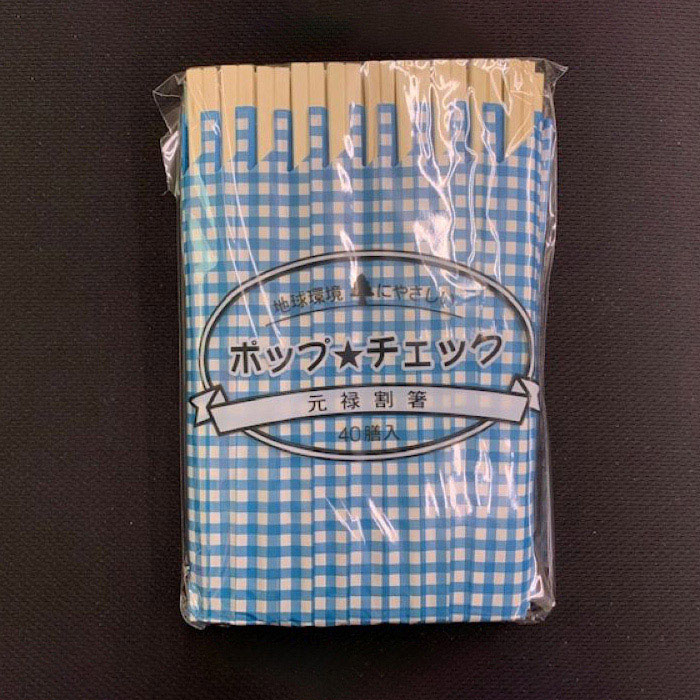 地球環境にやさしい
ポップ★チェック
元禄割箸
40膳入